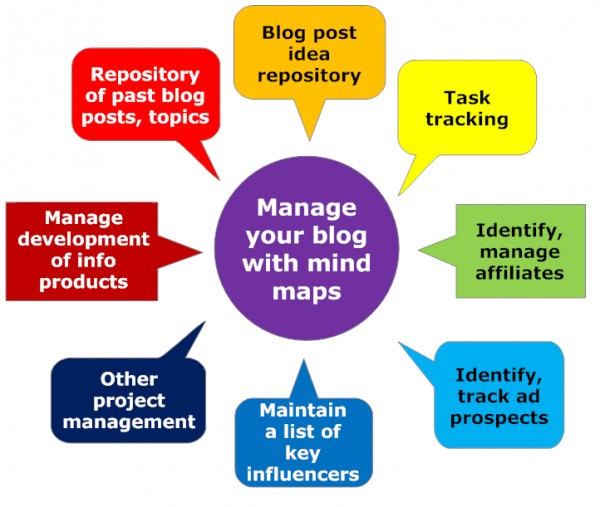 Blog post
idea
repository
Repository
of past blog
posts, topics
Task
tracking
Manage
your blog
with mind
maps
Manage
development
of info
products
Identify,
manage
affiliates
Other
project
management
Maintain
a list of
key
influencers
Identify,
track ad
prospects